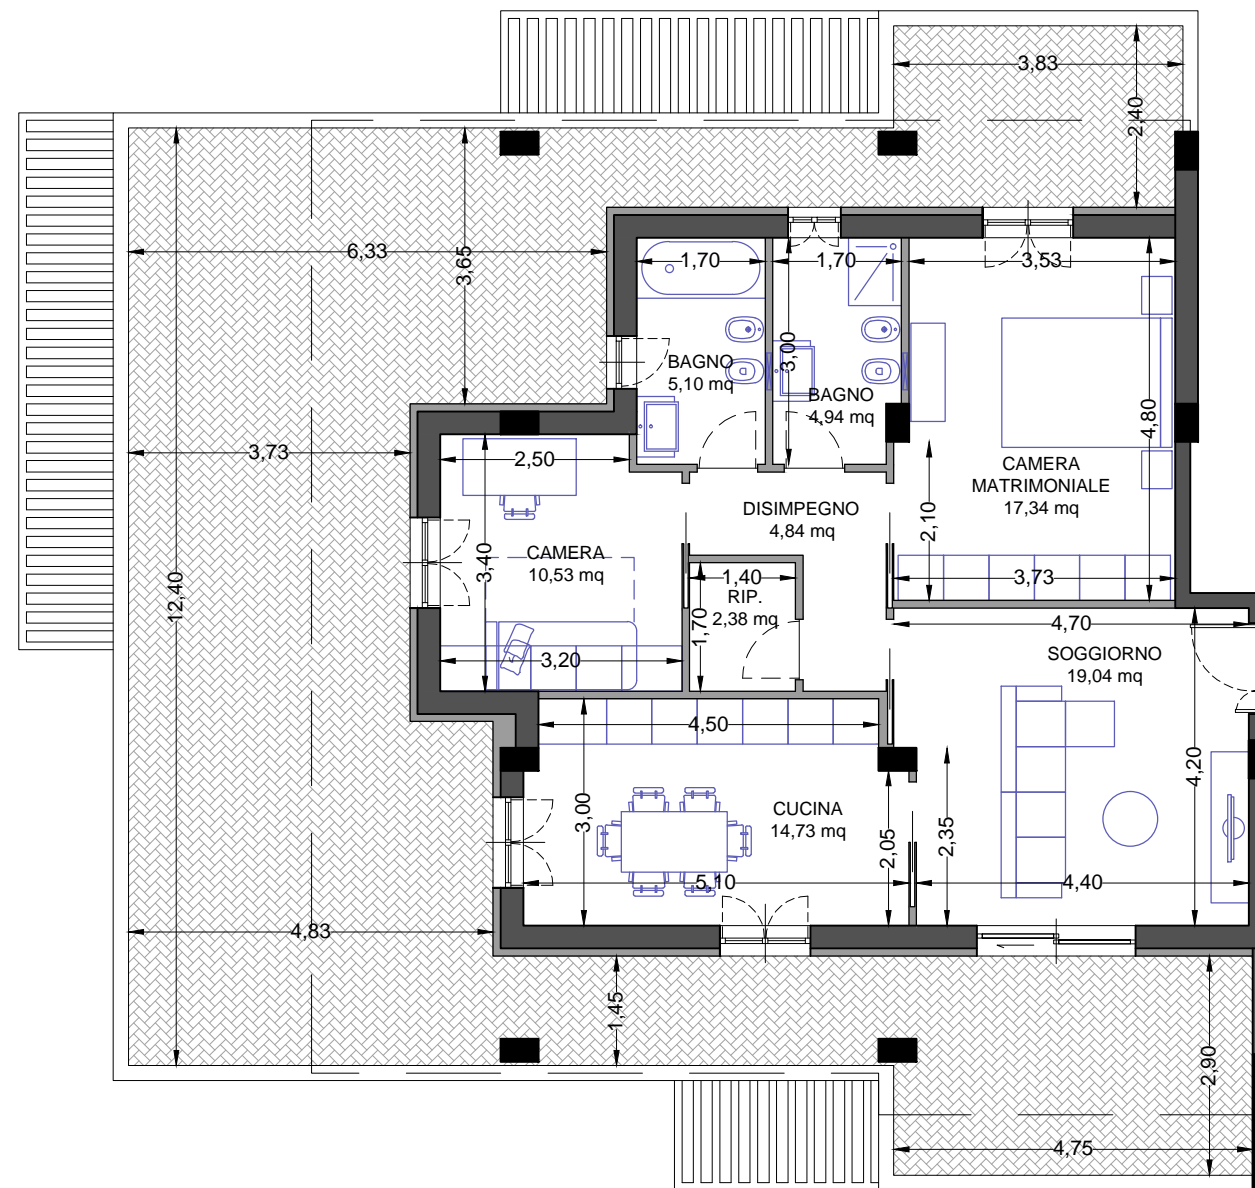 3,83
2,40
6,33
3,65
1,70
1,70
3,53
3,00
BAGNO
5,10 mq
BAGNO
4,94 mq
4,80
3,73
2,50
CAMERA
MATRIMONIALE
17,34 mq
2,10
DISIMPEGNO
4,84 mq
CAMERA
10,53 mq
3,40
12,40
1,40
RIP.
2,38 mq
1,70
3,73
4,70
SOGGIORNO
19,04 mq
3,20
4,50
4,20
CUCINA
14,73 mq
3,00
2,05
2,35
5,10
4,40
4,83
1,45
2,90
4,75